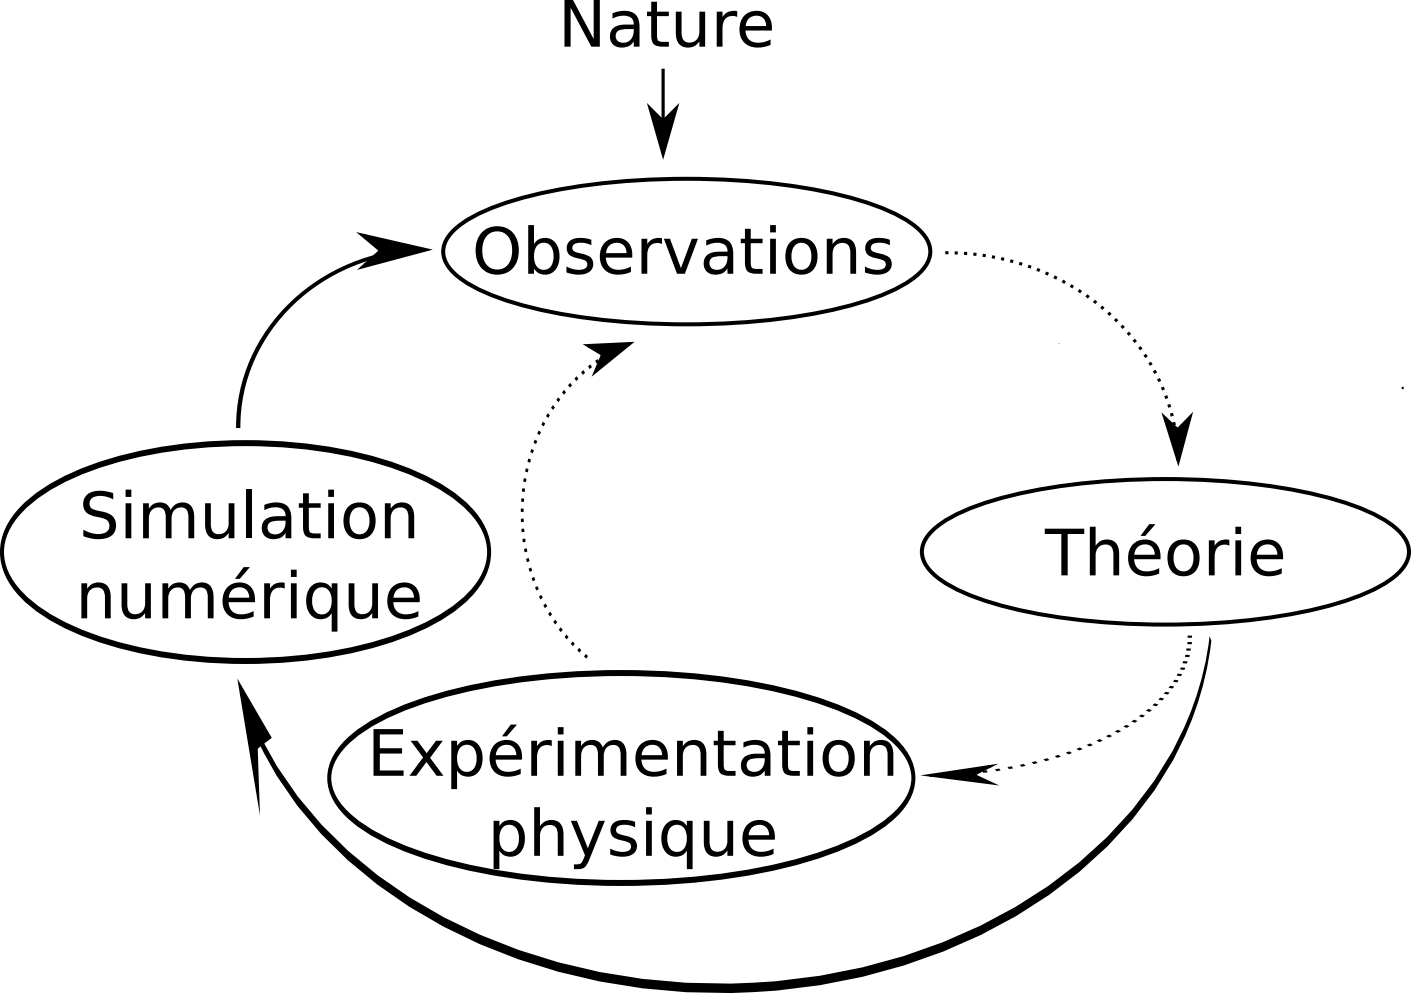 Nature
Observations
Simulation
numérique
Théorie
Expérimentation
physique